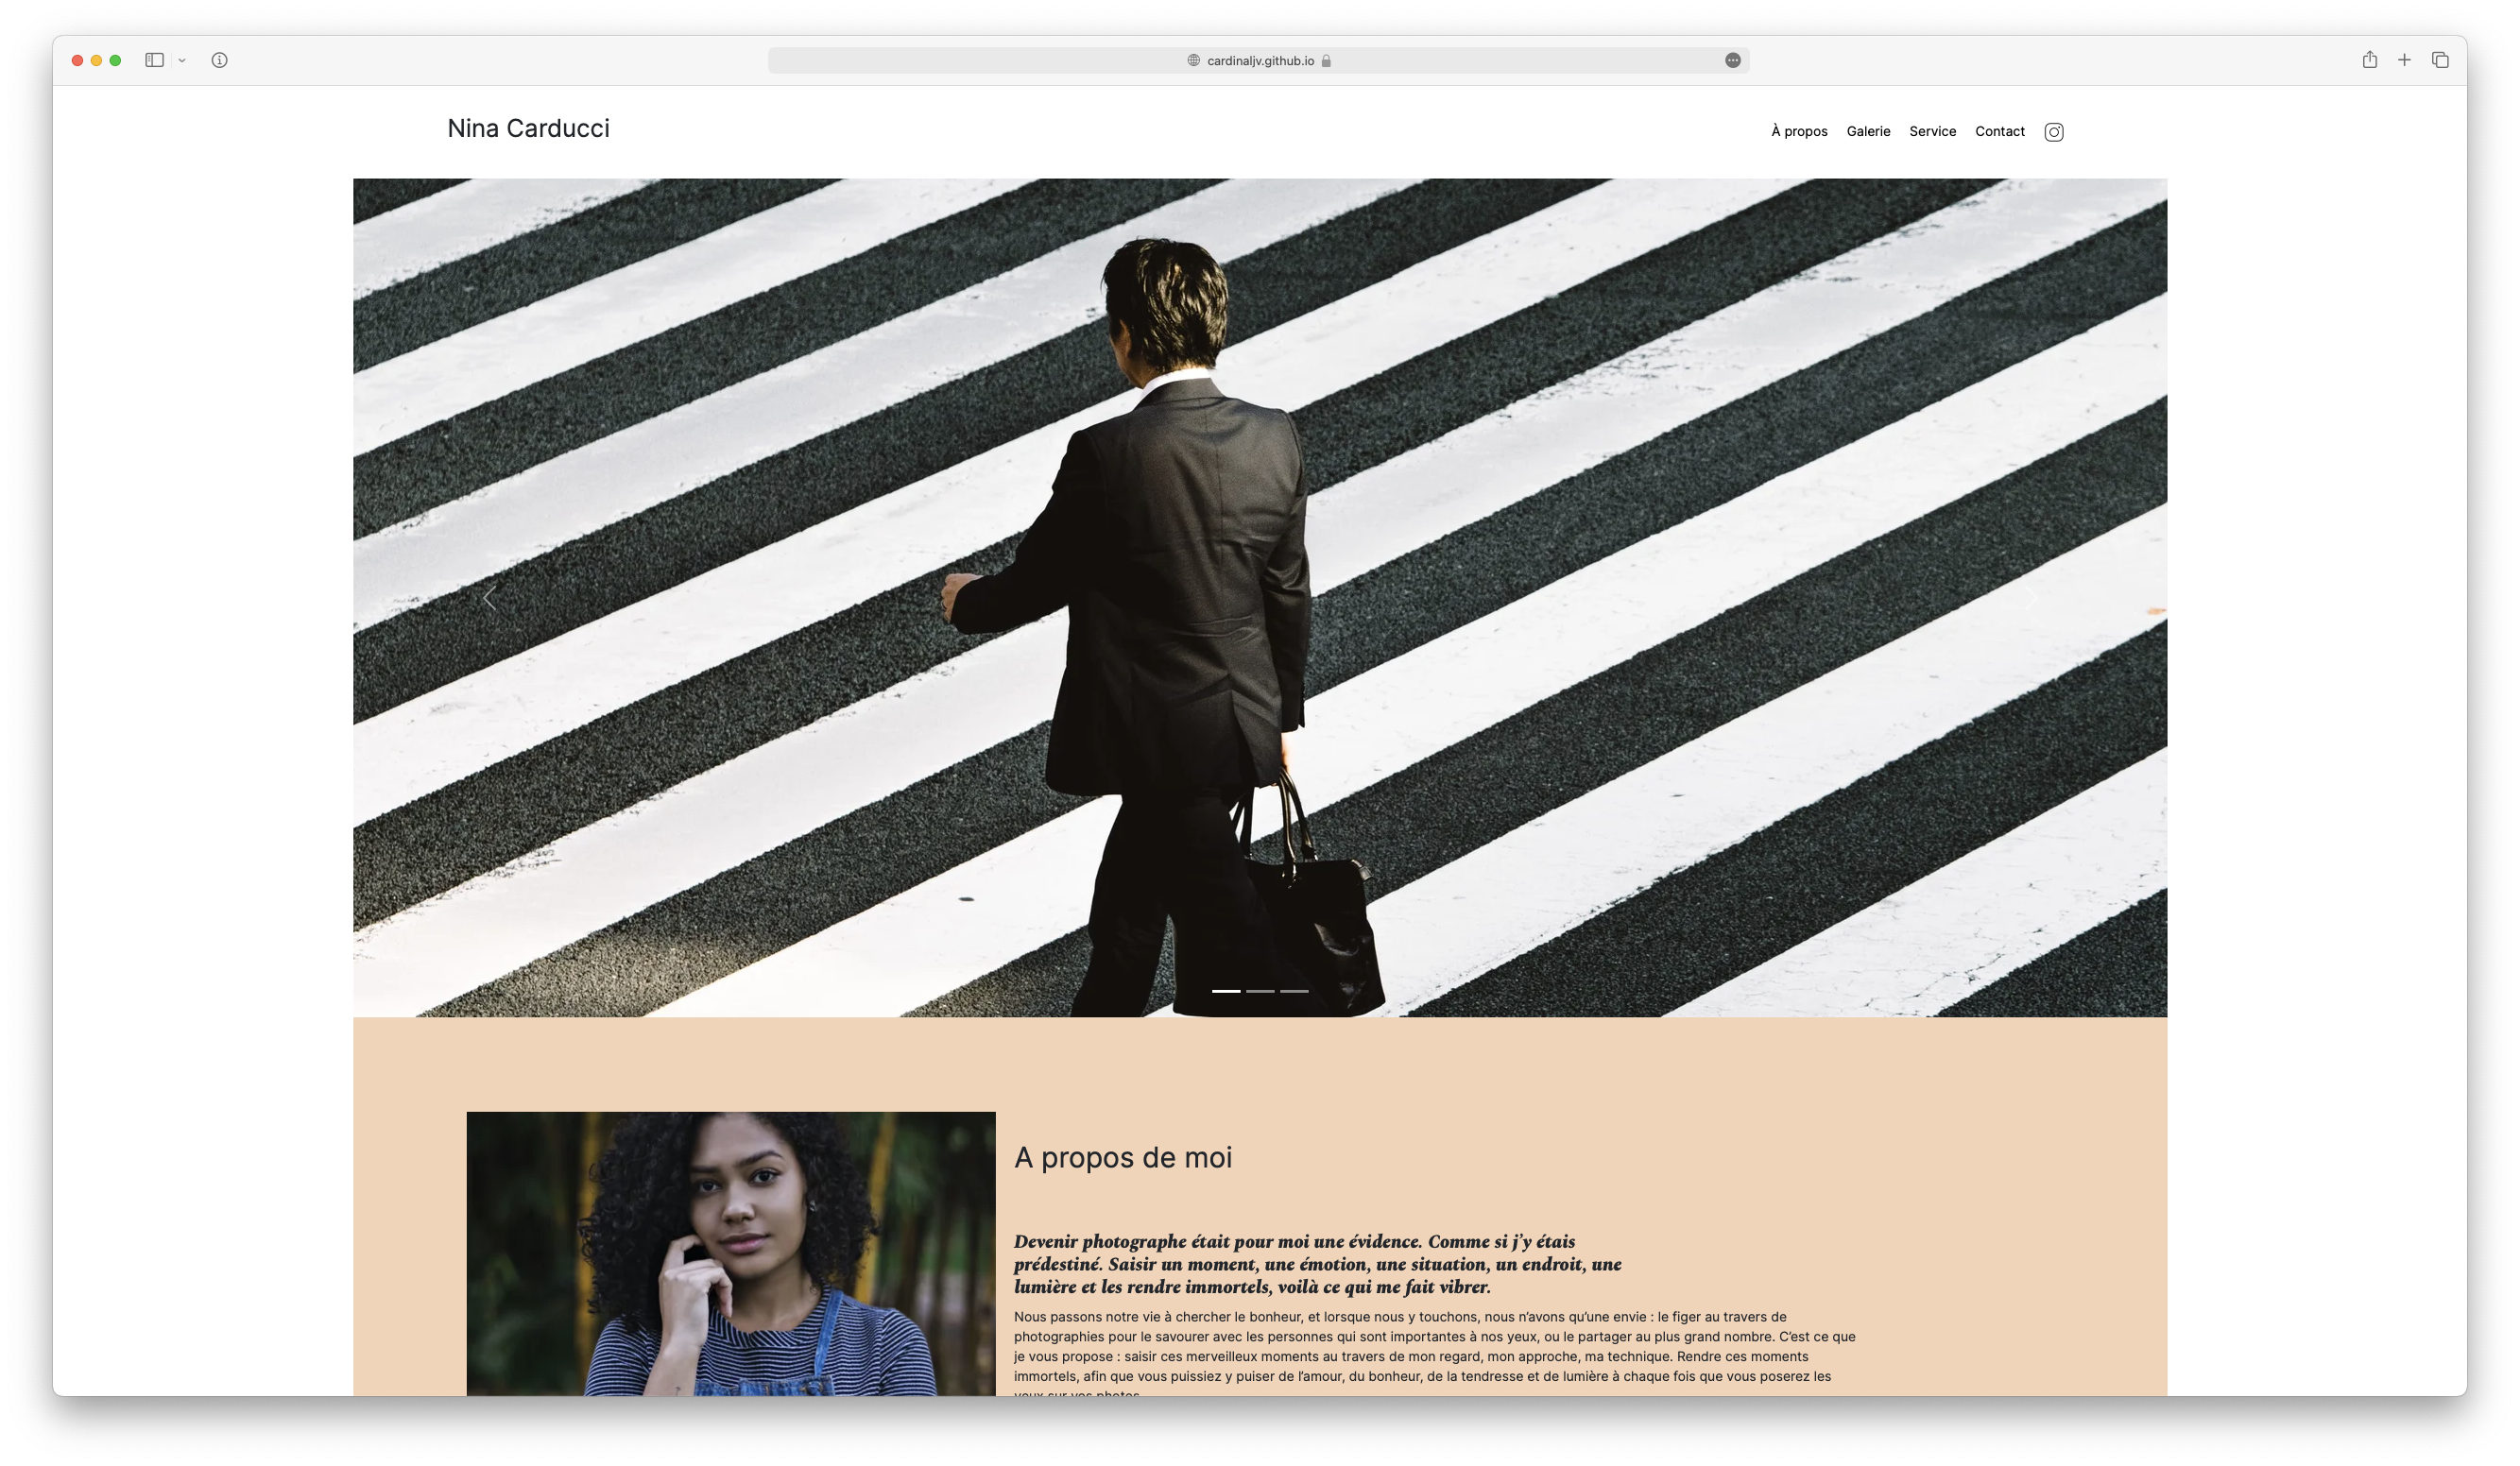 cardinaljv.github.io
Nina Carducci
À propos Galerie Service Contact
A propos de moi
Devenir photographe était pour moi une évidence. Comme si j’y étais
prédestiné. Saisir un moment, une émotion, une situation, un endroit, une
lumière et les rendre immortels, voilà ce qui me fait vibrer.
Nous passons notre vie à chercher le bonheur, et lorsque nous y touchons, nous n’avons qu’une envie : le figer au travers de
photographies pour le savourer avec les personnes qui sont importantes à nos yeux, ou le partager au plus grand nombre. C’est ce que
je vous propose : saisir ces merveilleux moments au travers de mon regard, mon approche, ma technique. Rendre ces moments
immortels, afin que vous puissiez y puiser de l’amour, du bonheur, de la tendresse et de lumière à chaque fois que vous poserez les
yeux sur vos photos.